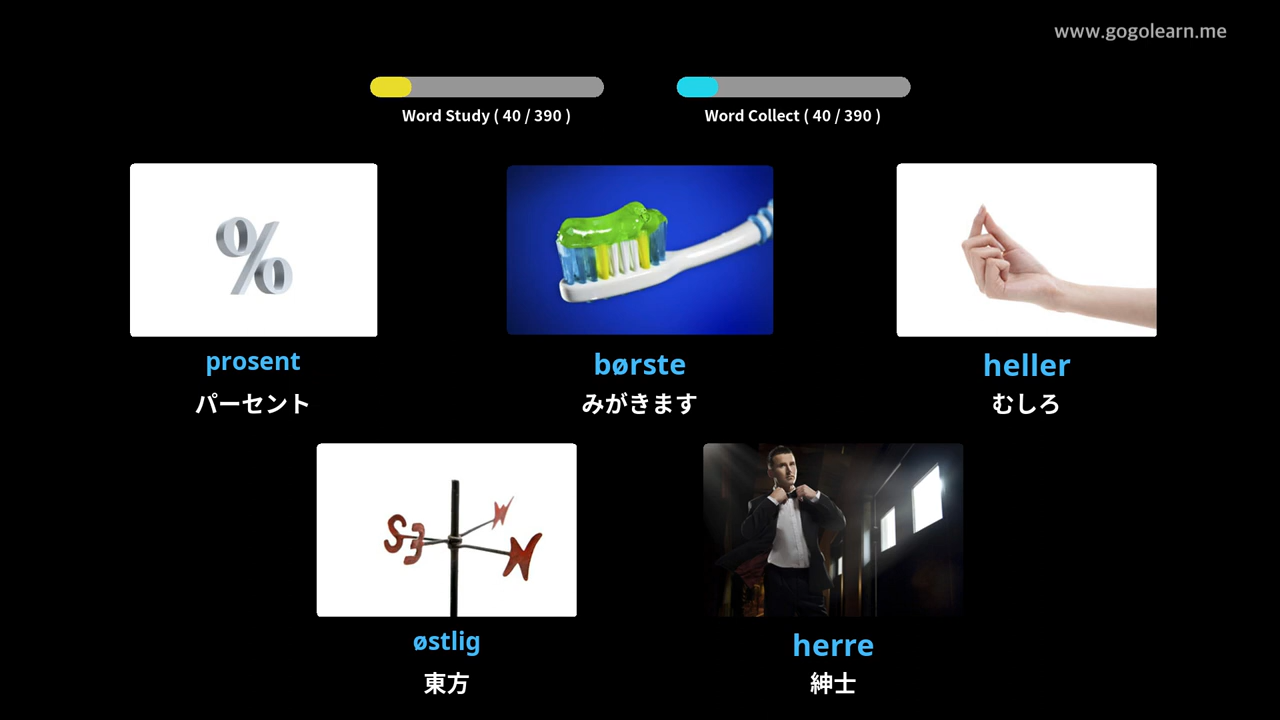 www.gogolearn.me
Word Study ( 40 / 390 )
Word Collect ( 40 / 390 )
%
prosent
パーセント
børste
みがきます
heller
むしろ
S E N W
østlig
東方
herre
紳士